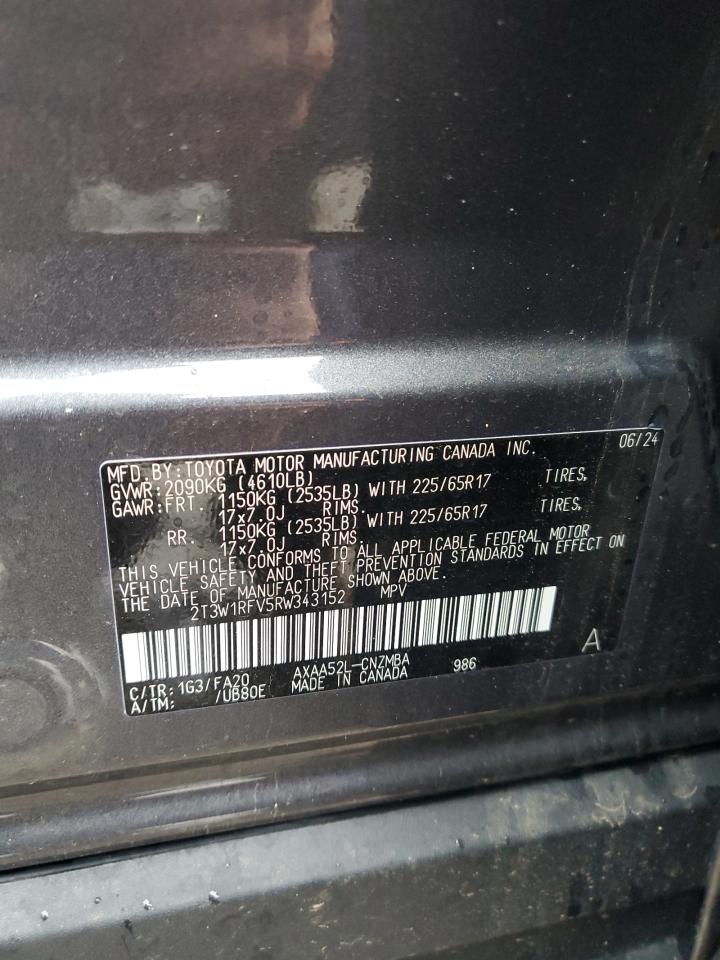 MFD BY: TOYOTA MOTOR MANUFACTURING CANADA INC. 06/24
GVWR: 2090KG (4610LB)
GAWR: FRT. 1150KG (2535LB) WITH 225/65R17 TIRES,
17x7.0J RIMS.
RR. 1150KG (2535LB) WITH 225/65R17 TIRES,
17x7.0J RIMS.
THIS VEHICLE CONFORMS TO ALL APPLICABLE FEDERAL MOTOR
VEHICLE SAFETY AND THEFT PREVENTION STANDARDS IN EFFECT ON
THE DATE OF MANUFACTURE SHOWN ABOVE.
2T3W1RFV5RW343152 MPV
A
C/TR: 1G3/FA20 AXAA52L-CNZMBA 986
A/TM: /UB80E MADE IN CANADA